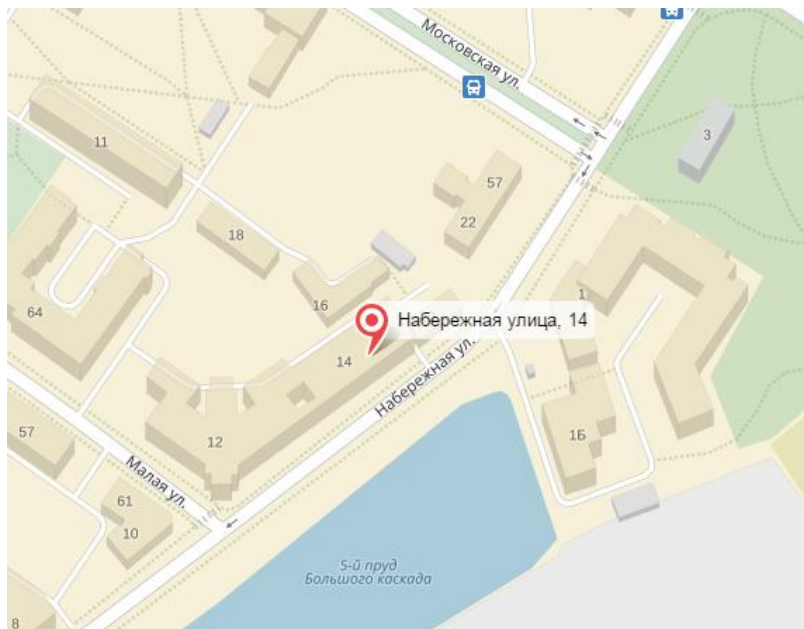 Московская ул.
3
11
57
22
18
16
1
64
Набережная улица, 14
14
Набережная ул.
12
57
1Б
Малая ул.
61
10
5-й пруд
Большого каскада
8